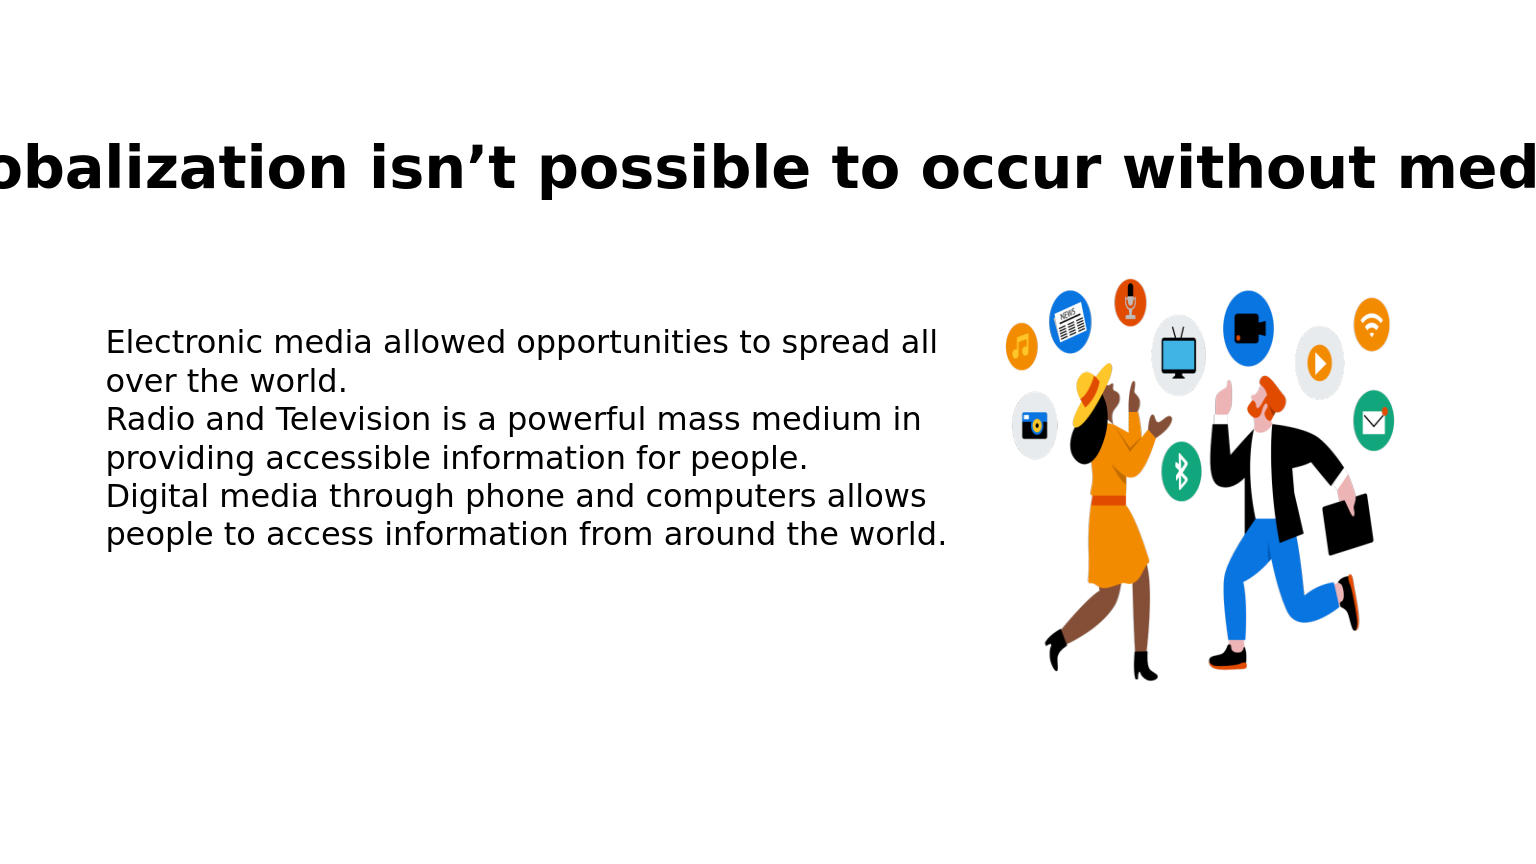 obalization isn’t possible to occur without med
Electronic media allowed opportunities to spread all
over the world.
Radio and Television is a powerful mass medium in
providing accessible information for people.
Digital media through phone and computers allows
people to access information from around the world.
NEWS